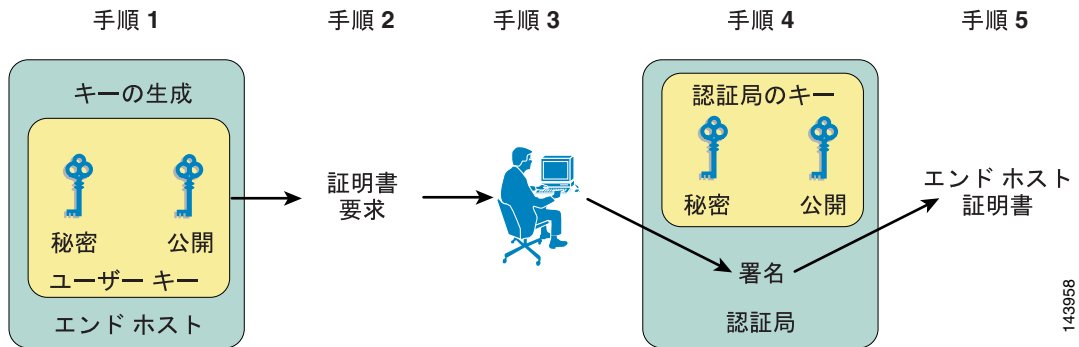 手順 1
手順 2
手順 3
手順 4
手順 5
キーの生成
秘密
公開
ユーザー キー
エンド ホスト
証明書
要求
認証局のキー
秘密
公開
署名
認証局
エンド ホスト
証明書
143958